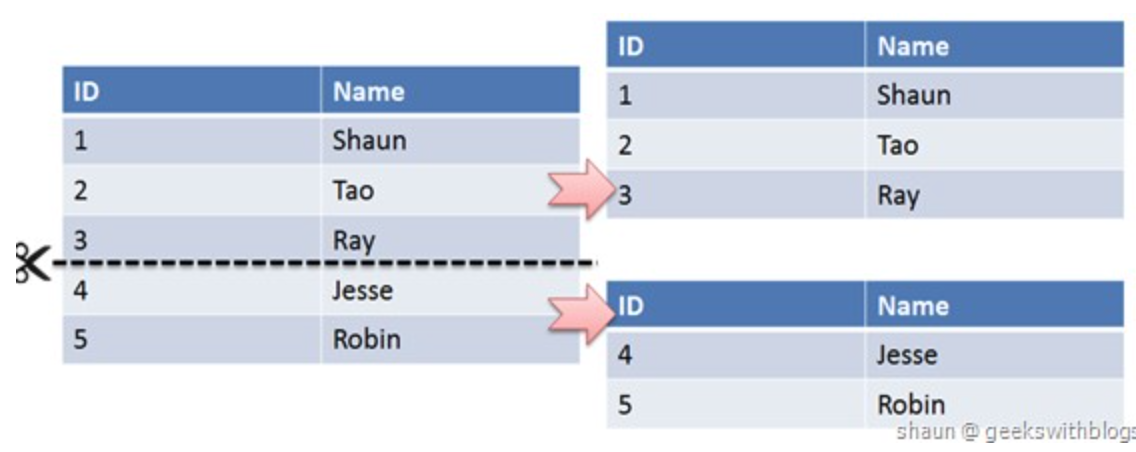 ID Name
1 Shaun
2 Tao
3 Ray
4 Jesse
5 Robin
ID Name
1 Shaun
2 Tao
3 Ray
ID Name
4 Jesse
5 Robin
shaun @ geekswithblogs